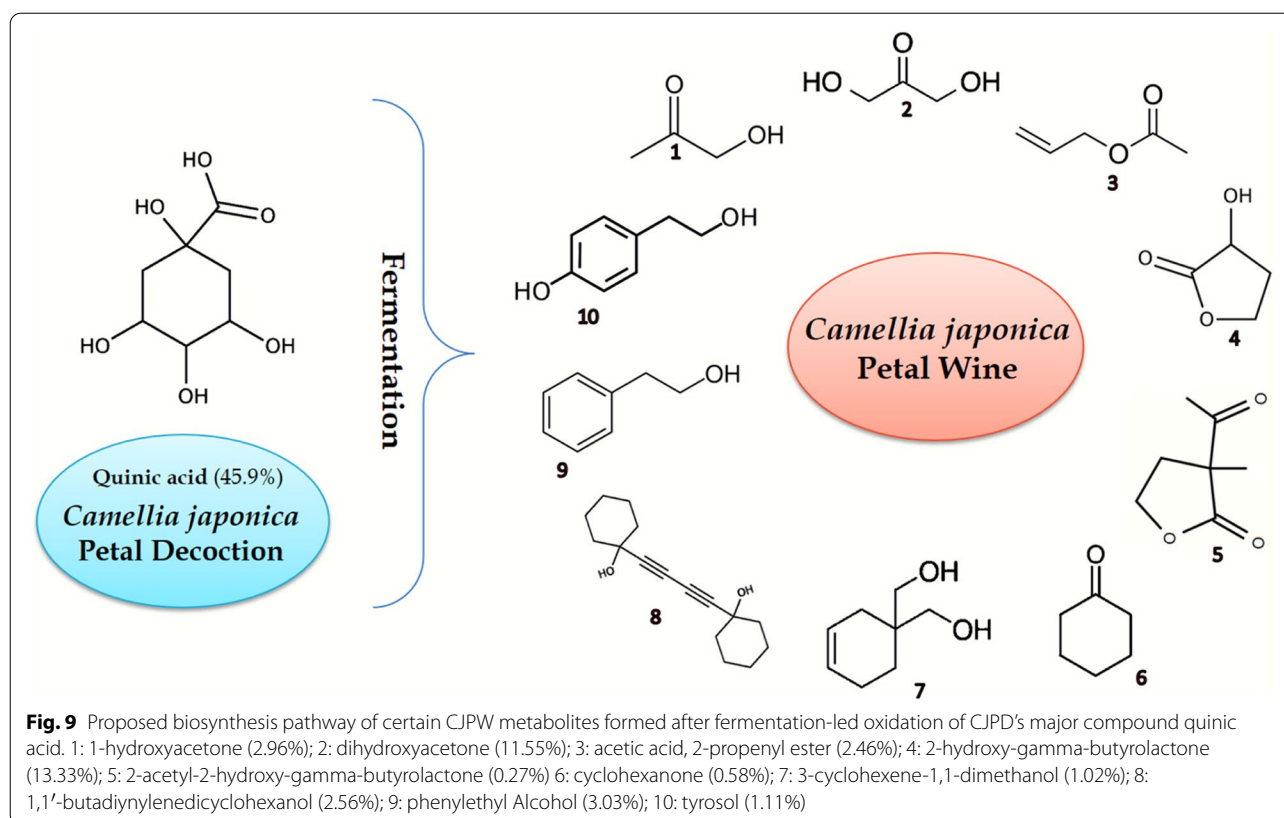 O
OH
1
O
HO
OH
2
O
O
3
OH
O
O
4
HO
HO
O
HO
OH
OH
Quinic acid (45.9%)
Camellia japonica
Petal Decoction
Fermentation
OH
HO
10
Camellia japonica
Petal Wine
OH
9
O
O
O
5
HO
OH
8
OH
OH
7
O
6
Fig. 9 Proposed biosynthesis pathway of certain CJPW metabolites formed after fermentation-led oxidation of CJPD's major compound quinic
acid. 1: 1-hydroxyacetone (2.96%); 2: dihydroxyacetone (11.55%); 3: acetic acid, 2-propenyl ester (2.46%); 4: 2-hydroxy-gamma-butyrolactone
(13.33%); 5: 2-acetyl-2-hydroxy-gamma-butyrolactone (0.27%) 6: cyclohexanone (0.58%); 7: 3-cyclohexene-1,1-dimethanol (1.02%); 8:
1,1′-butadiynylenedicyclohexanol (2.56%); 9: phenylethyl Alcohol (3.03%); 10: tyrosol (1.11%)